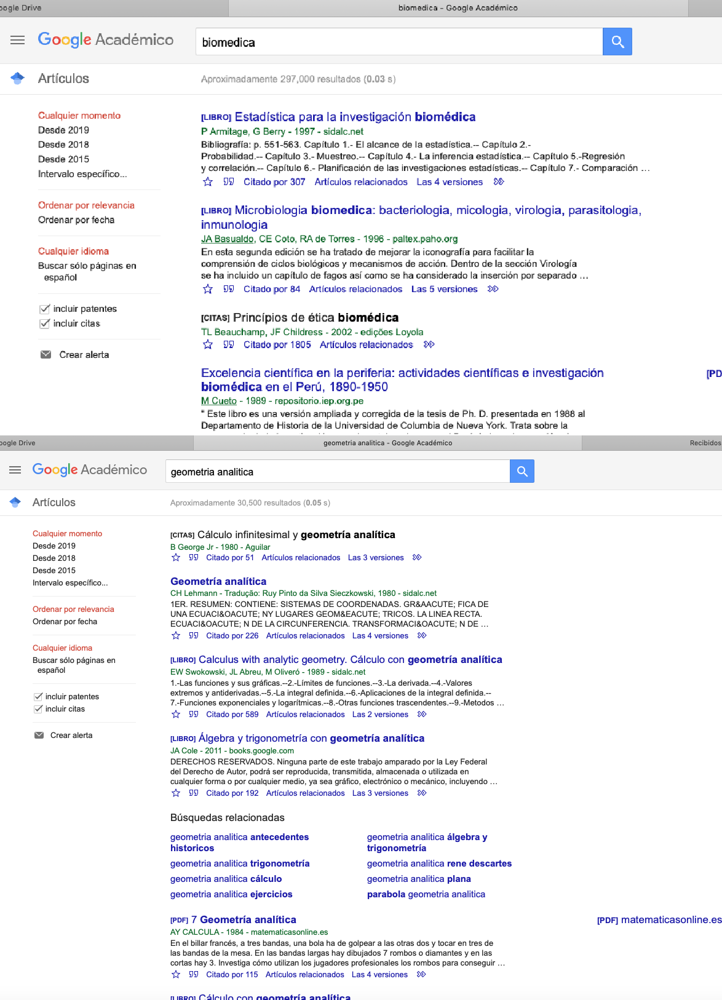 oogle Drive
biomedica - Google Académico
Google Académico
biomedica
Artículos
Aproximadamente 297,000 resultados (0.03 s)
Cualquier momento
Desde 2019
Desde 2018
Desde 2015
Intervalo específico...
Ordenar por relevancia
Ordenar por fecha
Cualquier idioma
Buscar sólo páginas en
español
incluir patentes
incluir citas
Crear alerta
[LIBRO] Estadística para la investigación biomédica
P Armitage, G Berry - 1997 - sidalc.net
Bibliografía: p. 551-563. Capítulo 1.- El alcance de la estadística.-- Capítulo 2.-
Probabilidad.-- Capítulo 3.- Muestreo.-- Capítulo 4.- La inferencia estadística.-- Capítulo 5.-Regresión
y correlación.-- Capítulo 6.- Planificación de las investigaciones estadísticas.-- Capítulo 7.- Comparación ...
Citado por 307 Artículos relacionados Las 4 versiones
[LIBRO] Microbiologia biomedica: bacteriologia, micologia, virologia, parasitologia,
inmunologia
JA Basualdo, CE Coto, RA de Torres - 1996 - paltex.paho.org
En esta segunda edición se ha tratado de mejorar la iconografía para facilitar la
comprensión de ciclos biológicos y mecanismos de acción. Dentro de la sección Virología
se ha incluido un capítulo de fagos así como se ha considerado la inserción por separado ...
Citado por 84 Artículos relacionados Las 5 versiones
[CITAS] Princípios de ética biomédica
TL Beauchamp, JF Childress - 2002 - edições Loyola
Citado por 1805 Artículos relacionados
Excelencia científica en la periferia: actividades científicas e investigación
biomédica en el Perú, 1890-1950
[PD
M Cueto - 1989 - repositorio.iep.org.pe
" Este libro es una versión ampliada y corregida de la tesis de Ph. D. presentada en 1988 al
Departamento de Historia de la Universidad de Columbia de Nueva York. Trata sobre la
oogle Drive
geometria analitica - Google Académico
Recibidos
Google Académico
geometria analitica
Artículos
Aproximadamente 30,500 resultados (0.05 s)
Cualquier momento
Desde 2019
Desde 2018
Desde 2015
Intervalo específico...
Ordenar por relevancia
Ordenar por fecha
Cualquier idioma
Buscar sólo páginas en
español
incluir patentes
incluir citas
Crear alerta
[CITAS] Cálculo infinitesimal y geometría analítica
B George Jr - 1980 - Aguilar
Citado por 51 Artículos relacionados Las 3 versiones
Geometría analítica
CH Lehmann - Tradução: Ruy Pinto da Silva Sieczkowski, 1980 - sidalc.net
1ER. RESUMEN: CONTIENE: SISTEMAS DE COORDENADAS. GR&AACUTE; FICA DE
UNA ECUACI&OACUTE; NY LUGARES GEOM&EACUTE; TRICOS. LA LINEA RECTA.
ECUACI&OACUTE; N DE LA CIRCUNFERENCIA. TRANSFORMACI&OACUTE; N DE ...
Citado por 226 Artículos relacionados Las 4 versiones
[LIBRO] Calculus with analytic geometry. Cálculo con geometría analítica
EW Swokowski, JL Abreu, M Oliveró - 1989 - sidalc.net
1.-Las funciones y sus gráficas.--2.-Límites de funciones.--3.-La derivada.--4.-Valores
extremos y antiderivadas.--5.-La integral definida.--6.-Aplicaciones de la integral definida.--
7.-Funciones exponenciales y logarítmicas.--8.-Otras funciones trascendentes.--9.-Metodos ...
Citado por 589 Artículos relacionados Las 2 versiones
[LIBRO] Álgebra y trigonometría con geometría analítica
JA Cole - 2011 - books.google.com
DERECHOS RESERVADOS. Ninguna parte de este trabajo amparado por la Ley Federal
del Derecho de Autor, podrá ser reproducida, transmitida, almacenada o utilizada en
cualquier forma o por cualquier medio, ya sea gráfico, electrónico o mecánico, incluyendo ...
Citado por 192 Artículos relacionados Las 3 versiones
Búsquedas relacionadas
geometria analitica antecedentes
historicos
geometria analitica trigonometría
geometria analitica cálculo
geometria analitica ejercicios
geometria analitica álgebra y
trigonometría
geometria analitica rene descartes
geometria analitica plana
parabola geometria analitica
[PDF] 7 Geometría analítica
[PDF] matematicasonline.es
AY CALCULA - 1984 - matematicasonline.es
En el billar francés, a tres bandas, una bola ha de golpear a las otras dos y tocar en tres de
las bandas de la mesa. En las bandas largas hay dibujados 7 rombos o diamantes y en las
cortas hay 3. Investiga cómo utilizan los jugadores profesionales los rombos para conseguir ...
Citado por 115 Artículos relacionados Las 4 versiones
[LIBRO] Cálculo con geometría analítica